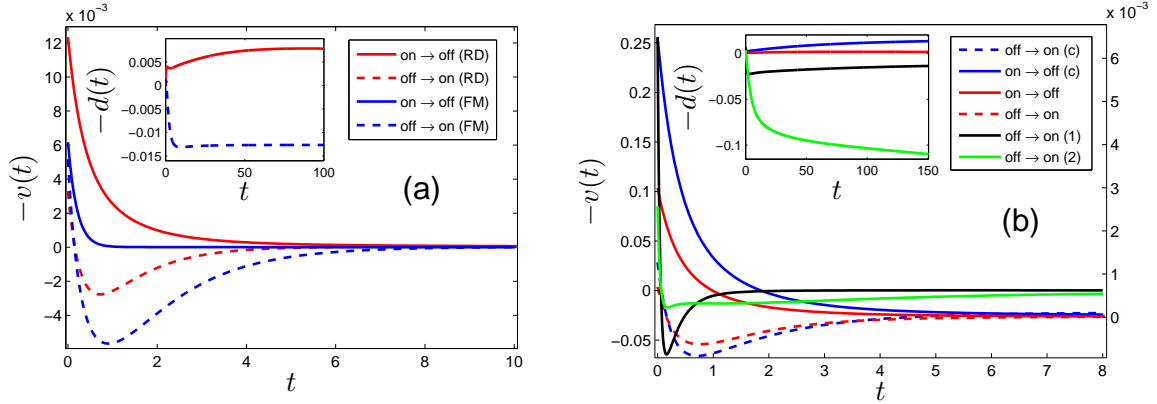 x 10⁻³
12
10
8
6
4
2
0
−2
−4
0 2 4 6 8 10
−v(t)
t
0.01
0.005
0
−0.005
−0.01
−0.015
0 50 100
−d(t)
t
on → off (RD)
off → on (RD)
on → off (FM)
off → on (FM)
(a)
x 10⁻³
0.25
0.2
0.15
0.1
0.05
0
−0.05
0 1 2 3 4 5 6 7 8
−v(t)
t
6
5
4
3
2
1
0
0
−0.05
−0.1
0 50 100 150
−d(t)
t
off → on (c)
on → off (c)
on → off
off → on
off → on (1)
off → on (2)
(b)